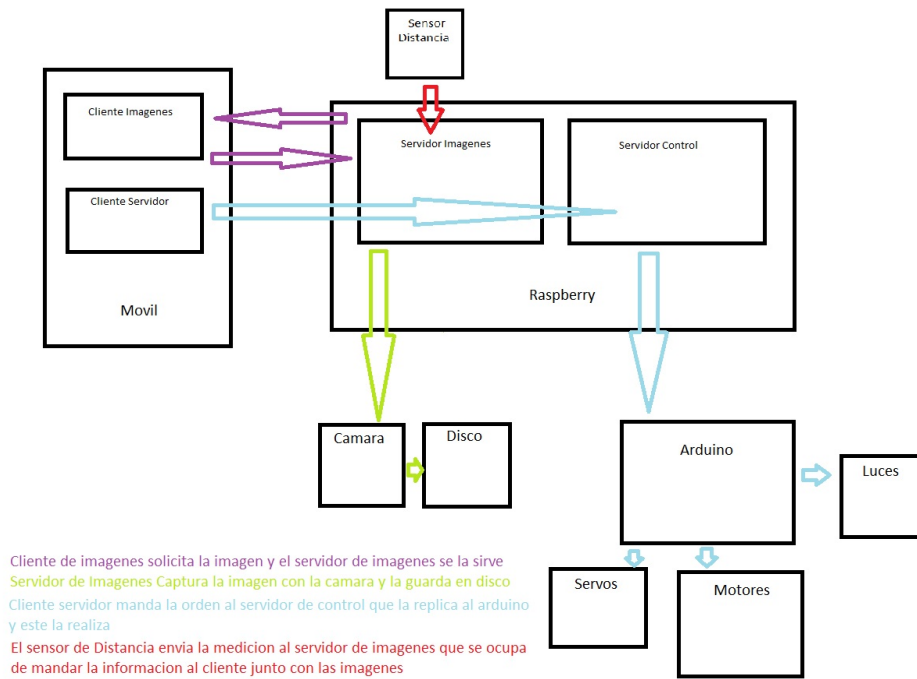 Sensor
Distancia
Cliente Imagenes
Servidor Imagenes
Servidor Control
Cliente Servidor
Movil
Raspberry
Camara
Disco
Arduino
Luces
Servos
Motores
Cliente de imagenes solicita la imagen y el servidor de imagenes se la sirve
Servidor de Imagenes Captura la imagen con la camara y la guarda en disco
Cliente servidor manda la orden al servidor de control que la replica al arduino
y este la realiza
El sensor de Distancia envia la medicion al servidor de imagenes que se ocupa
de mandar la informacion al cliente junto con las imagenes